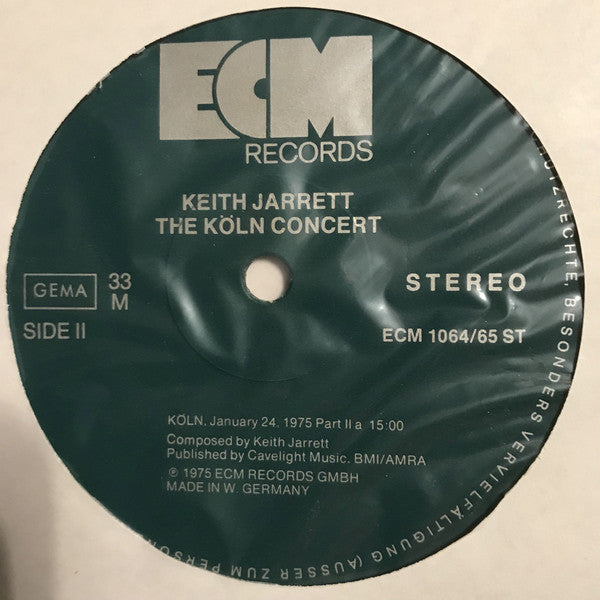 ECM
RECORDS
KEITH JARRETT
THE KÖLN CONCERT
GEMA
33
M
STEREO
SIDE II
ECM 1064/65 ST
KÖLN, January 24, 1975 Part II a 15:00
Composed by Keith Jarrett
Published by Cavelight Music, BMI/AMRA
℗ 1975 ECM RECORDS GMBH
MADE IN W. GERMANY
BESONDERS VERVIELFÄLTIGUNG (AUSSER ZUM